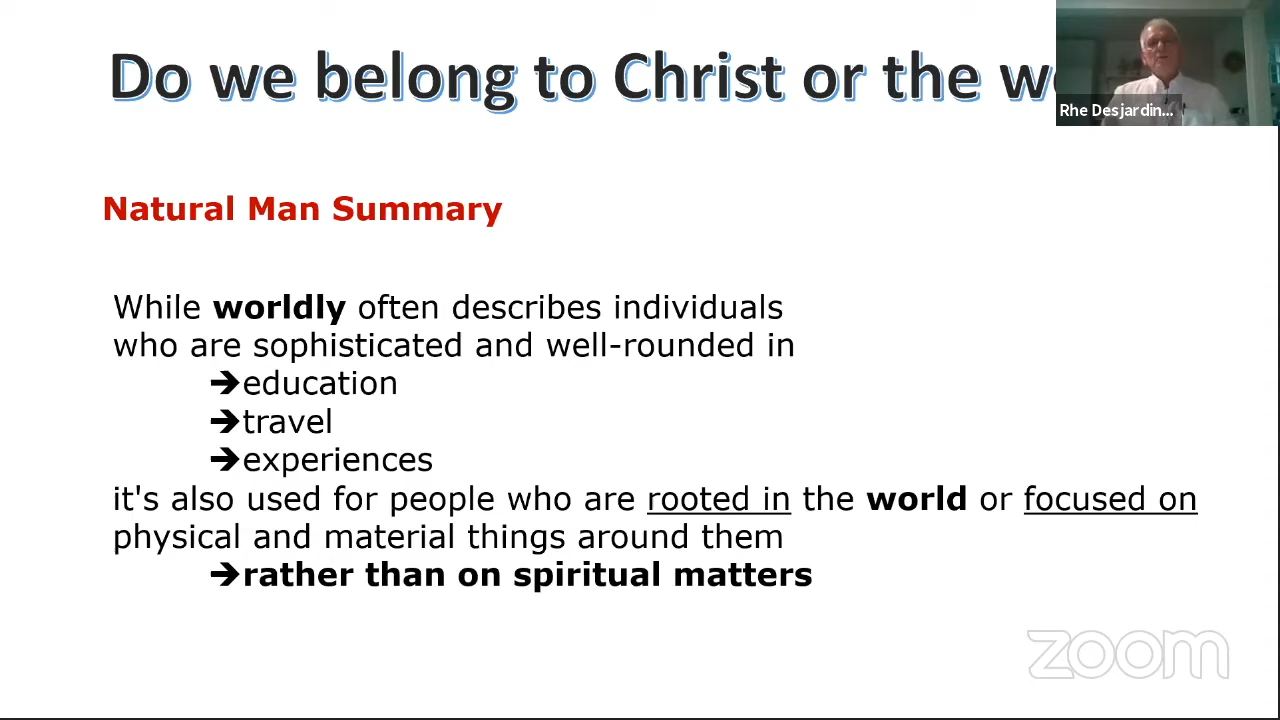 Do we belong to Christ or the w
Rhe Desjardin...
Natural Man Summary
While worldly often describes individuals
who are sophisticated and well-rounded in
➔education
➔travel
➔experiences
it's also used for people who are rooted in the world or focused on
physical and material things around them
➔rather than on spiritual matters
zoom